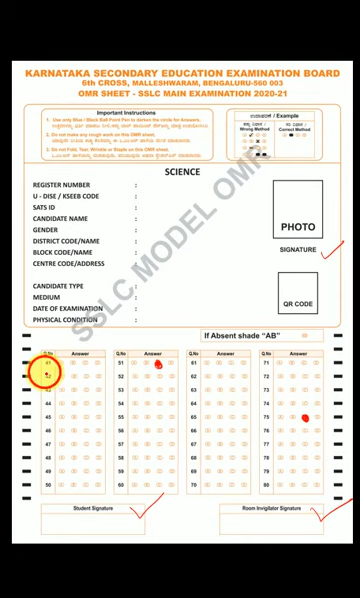 KARNATAKA SECONDARY EDUCATION EXAMINATION BOARD
6th CROSS, MALLESHWARAM, BENGALURU-560 003
OMR SHEET - SSLC MAIN EXAMINATION 2020-21
Important Instructions
1. Use only Blue / Black Ball Point Pen to darken the circle for Answers.
2. Do not make any rough work on this OMR sheet.
3. Do not Fold, Tear, Wrinkle or Staple on this OMR sheet.
ಉದಾಹರಣೆ / Example
ತಪ್ಪು ವಿಧಾನ / Wrong Method
ಸರಿ ವಿಧಾನ / Correct Method
SCIENCE
REGISTER NUMBER :
U - DISE / KSEEB CODE :
SATS ID :
CANDIDATE NAME :
GENDER :
DISTRICT CODE/NAME :
BLOCK CODE/NAME :
CENTRE CODE/ADDRESS :
CANDIDATE TYPE :
MEDIUM :
DATE OF EXAMINATION :
PHYSICAL CONDITION :
PHOTO
SIGNATURE
QR CODE
SSLC MODEL OMR
If Absent shade “AB”
Q.No Answer Q.No Answer Q.No Answer Q.No Answer
41 51 61 71
52 62 72
43 53 63 73
44 54 64 74
45 55 65 75
46 56 66 76
47 57 67 77
48 58 68 78
49 59 69 79
50 60 70 80
Student Signature
Room Invigilator Signature